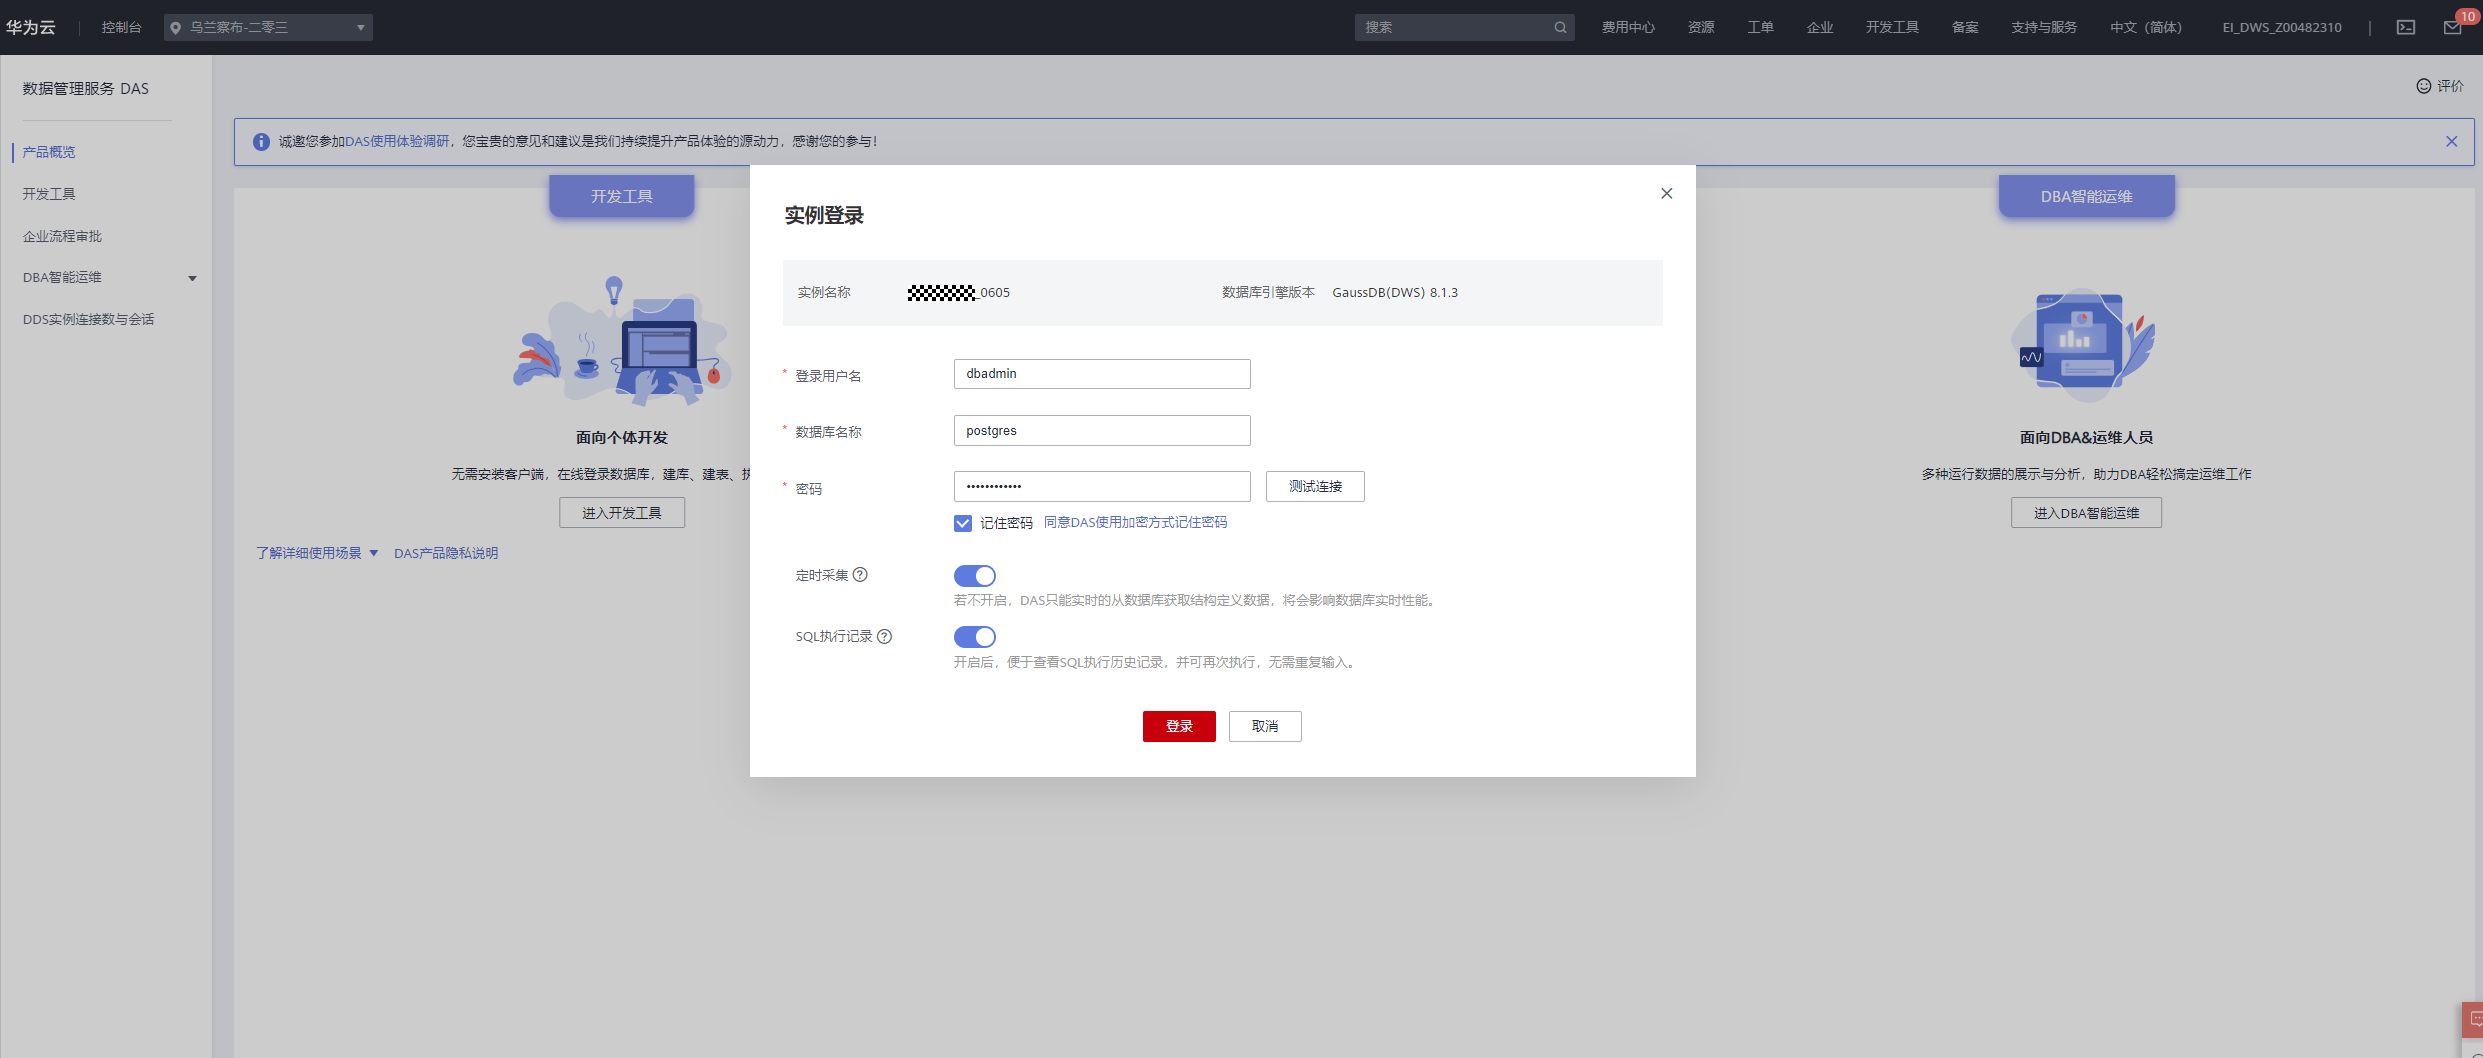 华为云
控制台
乌兰察布-二零三
搜索
费用中心
资源
工单
企业
开发工具
备案
支持与服务
中文（简体）
EI_DWS_Z00482310
10
数据管理服务 DAS
产品概览
开发工具
企业流程审批
DBA智能运维
DDS实例连接数与会话
评价
诚邀您参加DAS使用体验调研，您宝贵的意见和建议是我们持续提升产品体验的源动力，感谢您的参与！
开发工具
面向个体开发
无需安装客户端，在线登录数据库，建库、建表、执
进入开发工具
了解详细使用场景
DAS产品隐私说明
实例登录
实例名称
_0605
数据库引擎版本
GaussDB(DWS) 8.1.3
* 登录用户名
dbadmin
* 数据库名称
postgres
* 密码
••••••••••••
测试连接
记住密码 同意DAS使用加密方式记住密码
定时采集
若不开启，DAS只能实时的从数据库获取结构定义数据，将会影响数据库实时性能。
SQL执行记录
开启后，便于查看SQL执行历史记录，并可再次执行，无需重复输入。
登录
取消
DBA智能运维
面向DBA&运维人员
多种运行数据的展示与分析，助力DBA轻松搞定运维工作
进入DBA智能运维